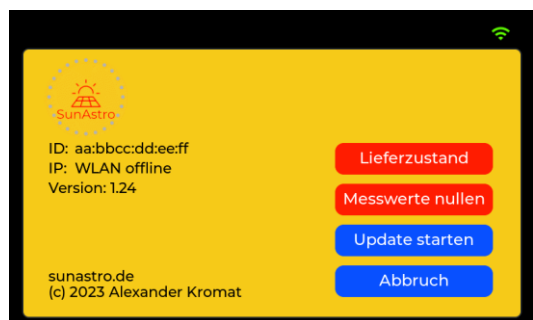 SunAstro
ID: aa:bbcc:dd:ee:ff
IP: WLAN offline
Version: 1.24
Lieferzustand
Messwerte nullen
Update starten
Abbruch
sunastro.de
(c) 2023 Alexander Kromat